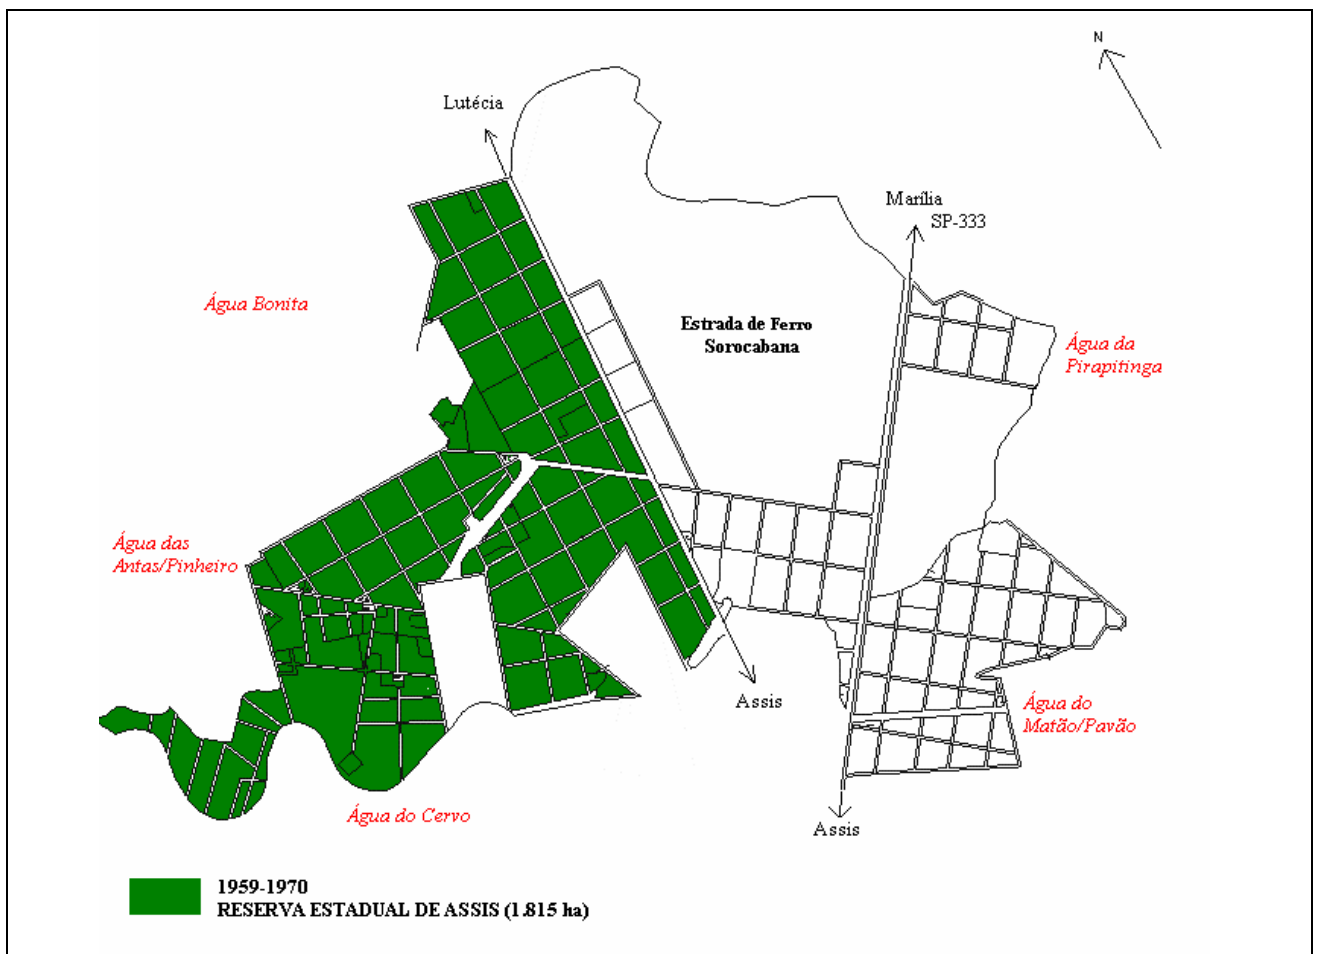 N
Lutécia
Marília
SP-333
Água Bonita
Estrada de Ferro
Sorocabana
Água da
Pirapitinga
Água das
Antas/Pinheiro
Assis
Água do
Matão/Pavão
Água do Cervo
Assis
1959-1970
RESERVA ESTADUAL DE ASSIS (1.815 ha)